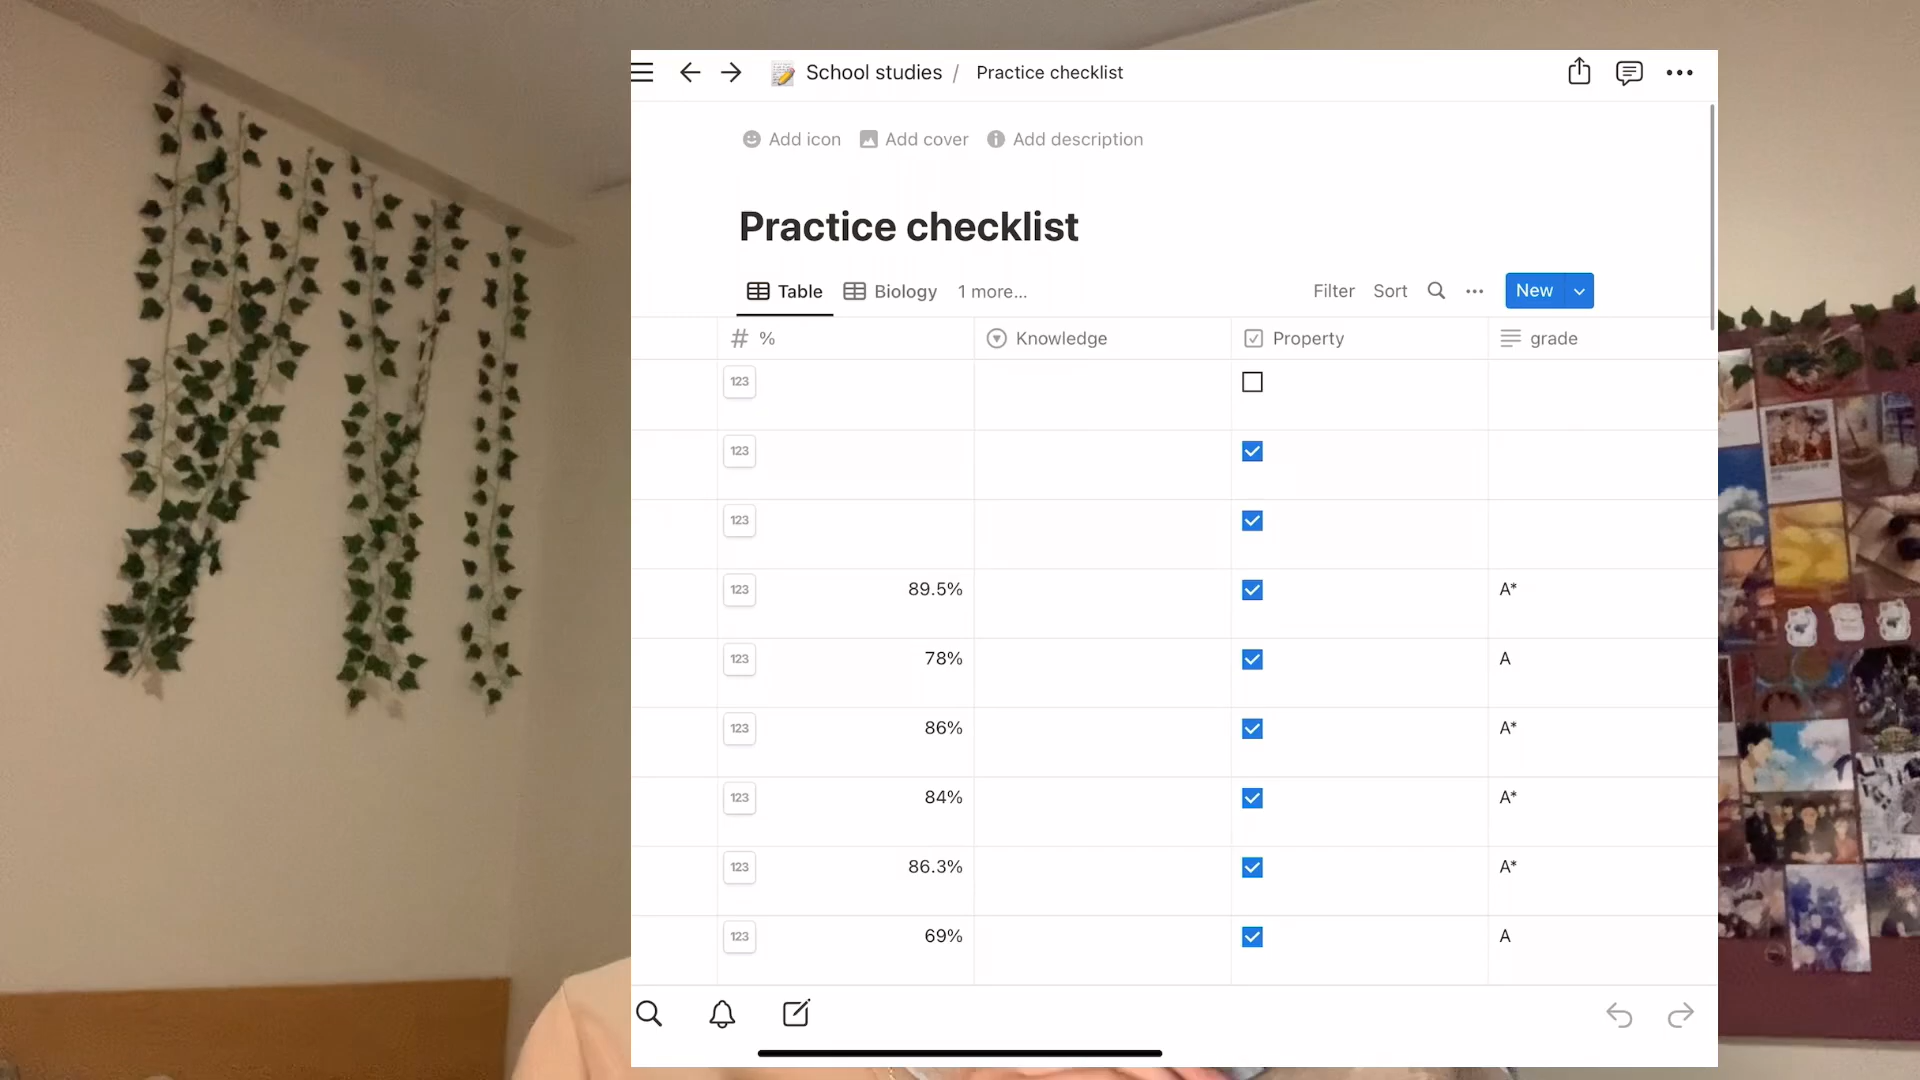 School studies / Practice checklist
Add icon Add cover Add description
Practice checklist
Table Biology 1 more... Filter Sort New
# % Knowledge Property grade
123
123
123
123 89.5% A*
123 78% A
123 86% A*
123 84% A*
123 86.3% A*
123 69% A